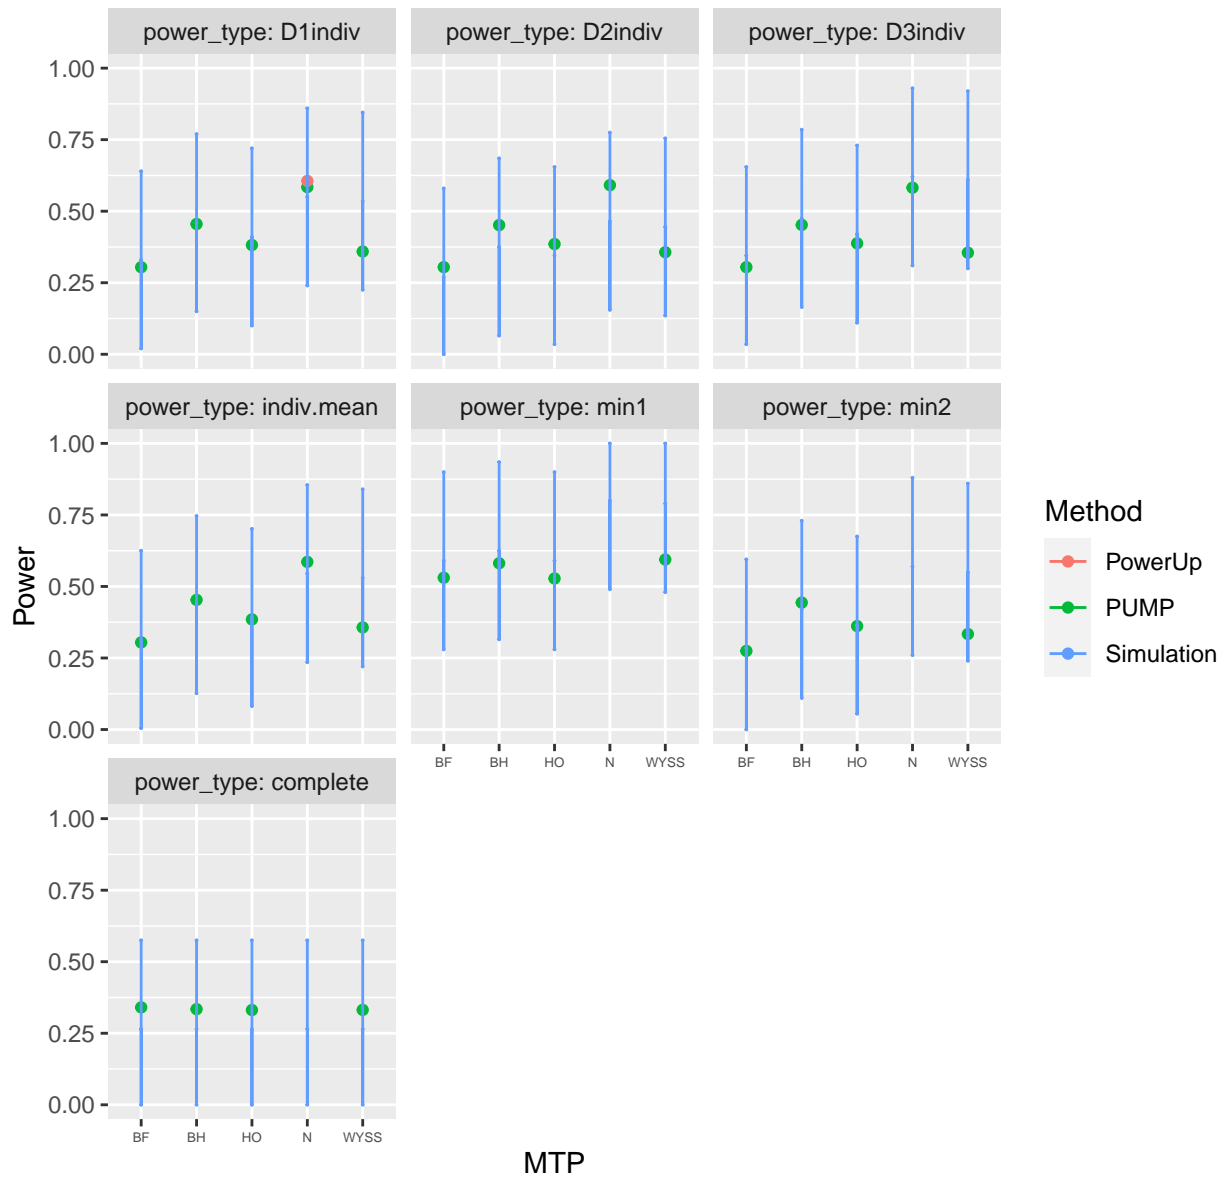 power_type: D1indiv
power_type: D2indiv
power_type: D3indiv
1.00
0.75
0.50
0.25
0.00
power_type: indiv.mean
power_type: min1
power_type: min2
1.00
0.75
0.50
0.25
0.00
BF BH HO N WYSS
BF BH HO N WYSS
power_type: complete
1.00
0.75
0.50
0.25
0.00
BF BH HO N WYSS
MTP
Power
Method
PowerUp
PUMP
Simulation